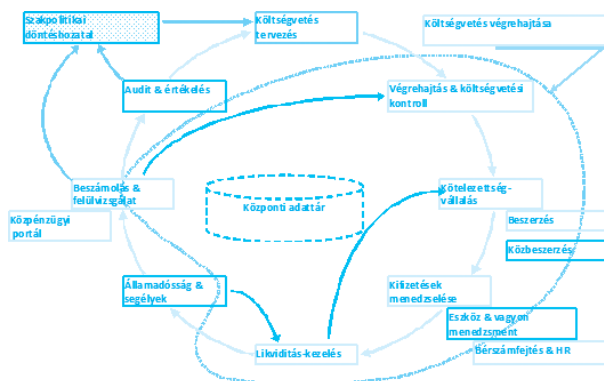 Szakpolitikai
döntéshozatal
Költségvetés
tervezés
Költségvetés végrehajtása
Audit & értékelés
Végrehajtás & költségvetési
kontroll
Beszámolás &
felülvizsgálat
Központi adattár
Kötelezettség-
vállalás
Közpénzügyi
portál
Beszerzés
Közbeszerzés
Államadósság &
segélyek
Kifizetések
menedzselése
Eszköz & vagyon
menedzsment
Likviditás-kezelés
Bérszámfejtés & HR